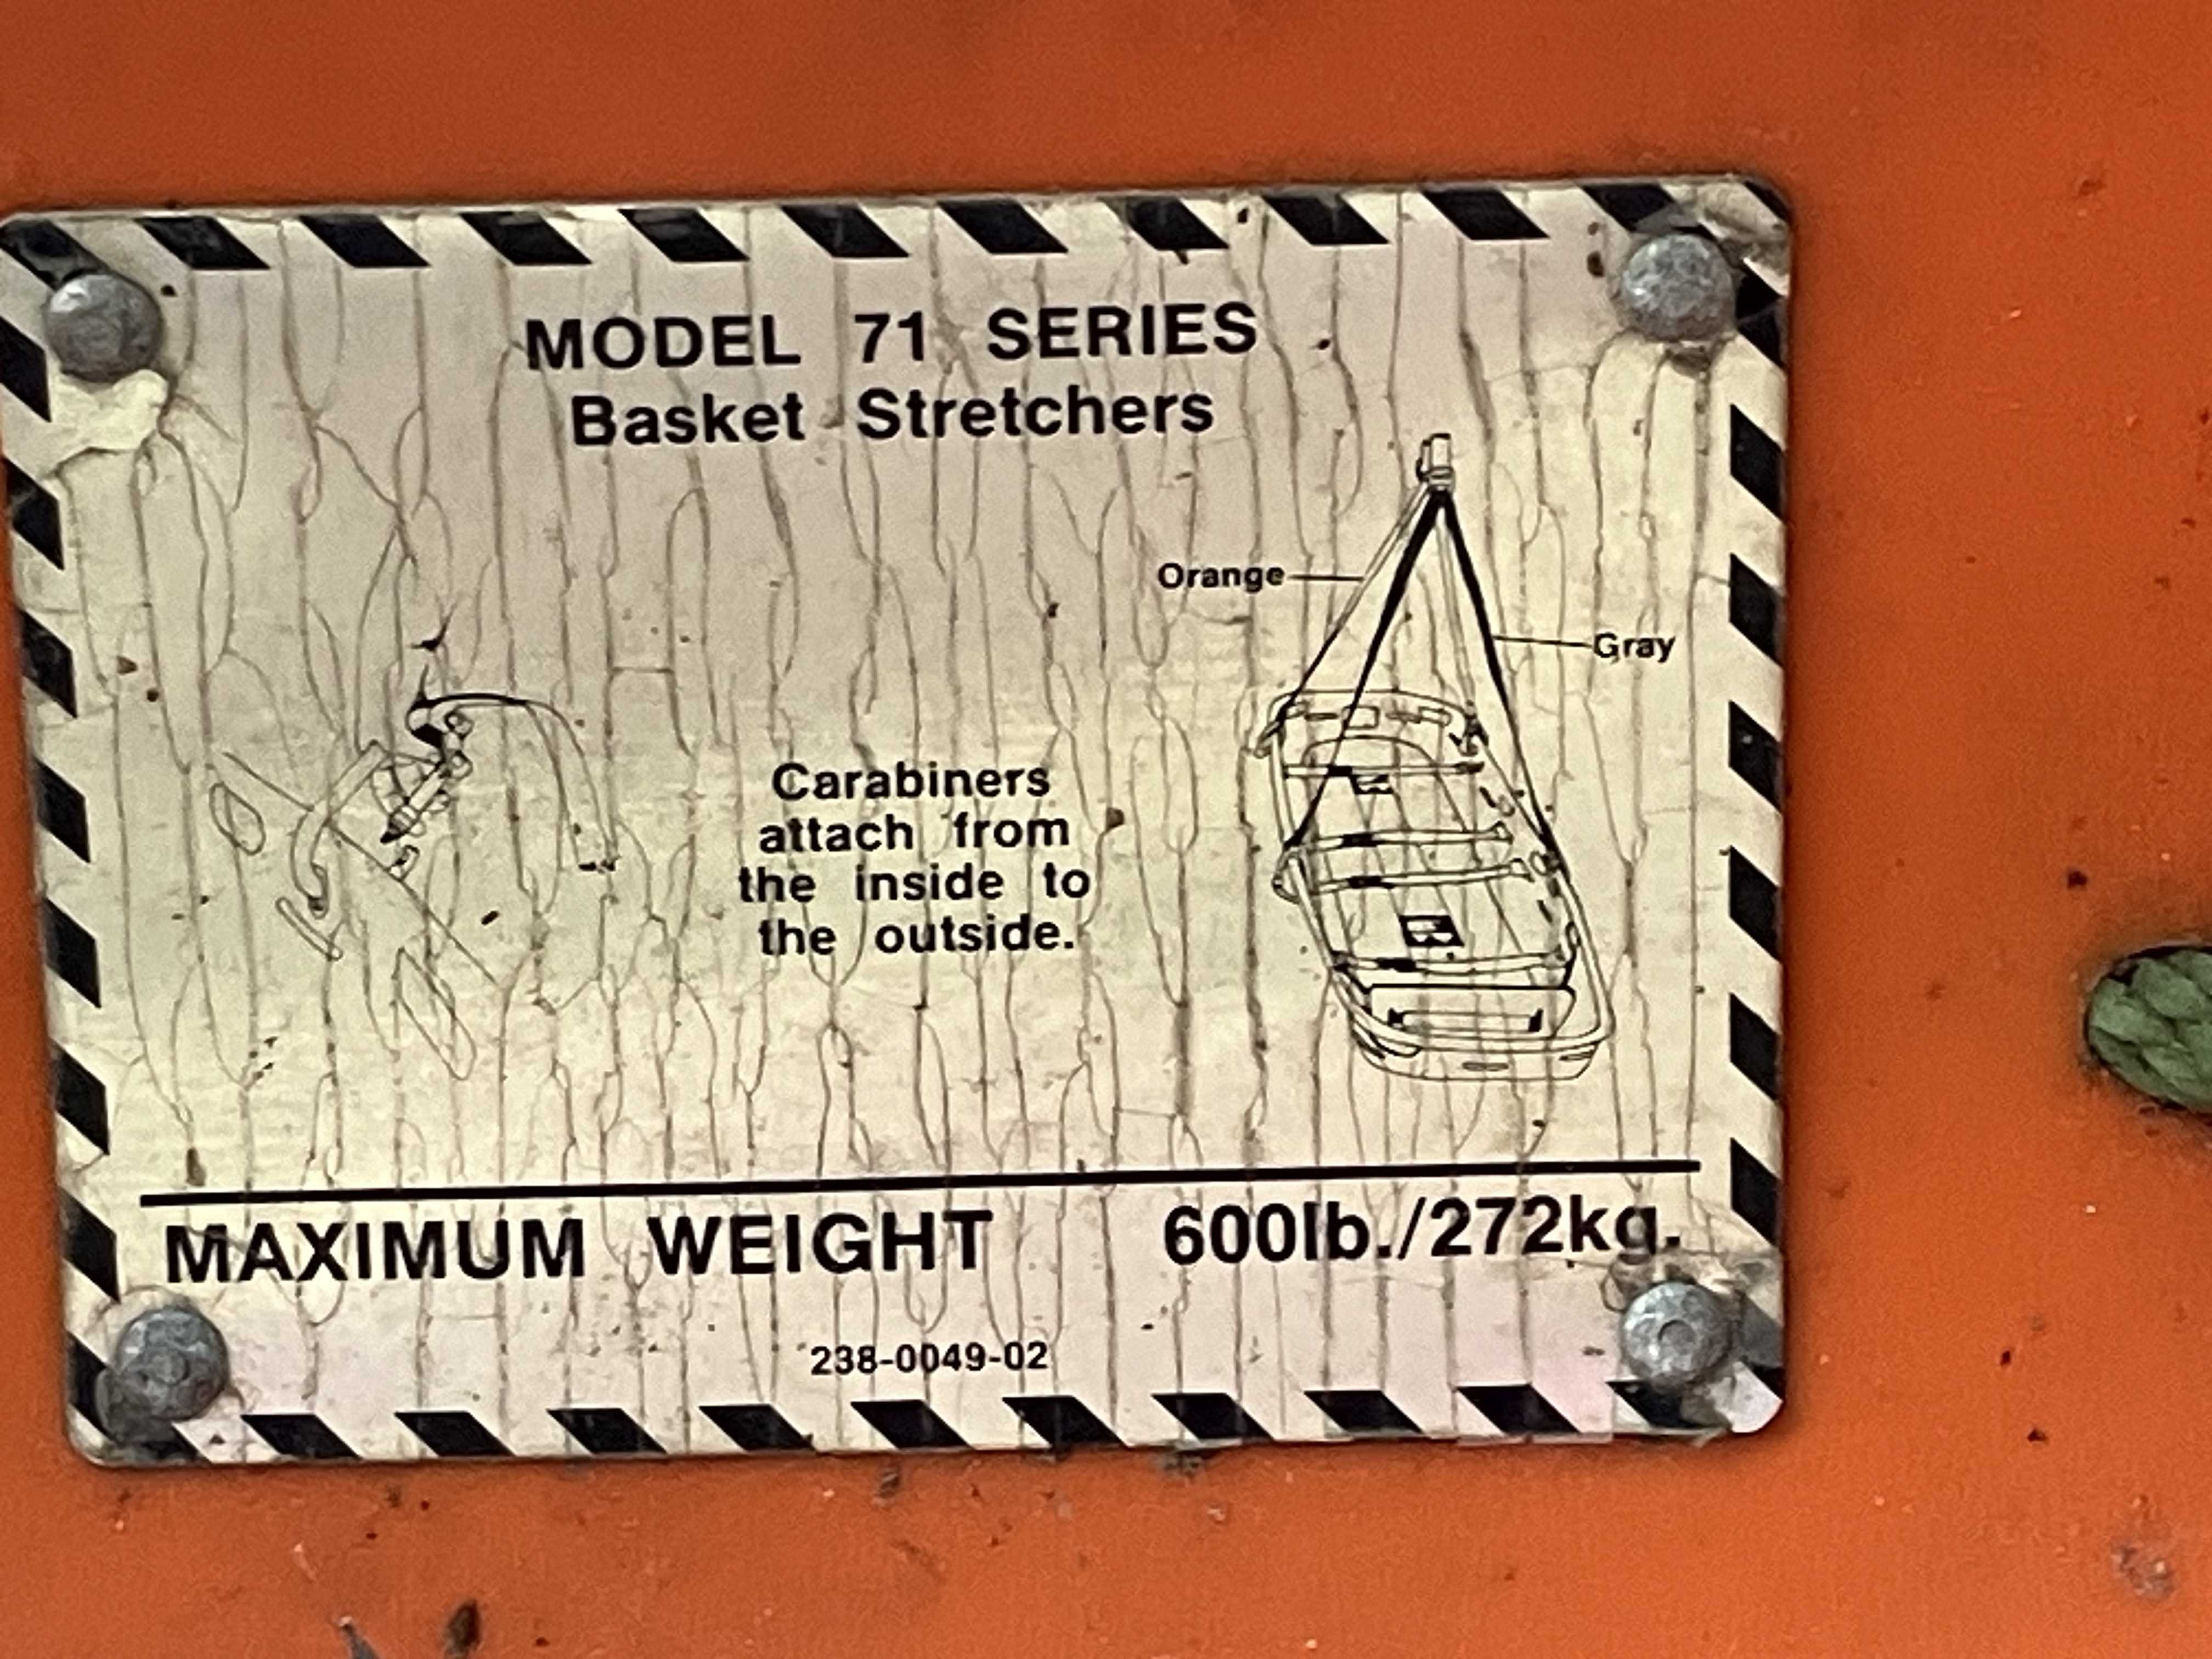 MODEL 71 SERIES
Basket Stretchers
Orange
Gray
Carabiners
attach from
the inside to
the outside.
MAXIMUM WEIGHT 600lb./272kg.
238-0049-02